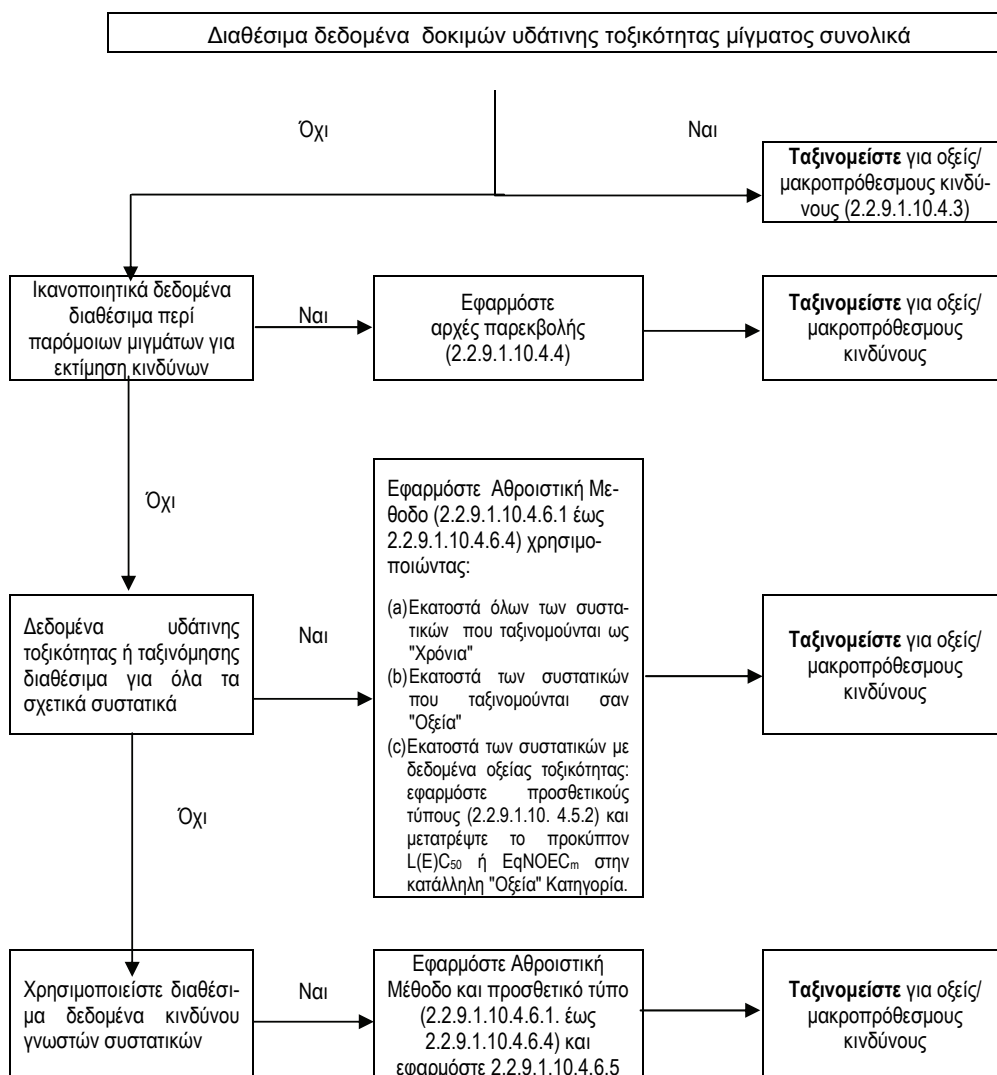 Διαθέσιμα δεδομένα δοκιμών υδάτινης τοξικότητας μίγματος συνολικά
Όχι
Ναι
Ταξινομείστε για οξείς/
μακροπρόθεσμους κινδύ-
νους (2.2.9.1.10.4.3)
Ικανοποιητικά δεδομένα
διαθέσιμα περί
παρόμοιων μιγμάτων για
εκτίμηση κινδύνων
Ναι
Εφαρμόστε
αρχές παρεκβολής
(2.2.9.1.10.4.4)
Ταξινομείστε για οξείς/
μακροπρόθεσμους
κινδύνους
Όχι
Εφαρμόστε Αθροιστική Με-
θοδο (2.2.9.1.10.4.6.1 έως
2.2.9.1.10.4.6.4) χρησιμο-
ποιώντας:
(a) Εκατοστά όλων των συστα-
τικών που ταξινομούνται ως
"Χρόνια"
(b) Εκατοστά των συστατικών
που ταξινομούνται σαν
"Οξεία"
(c) Εκατοστά των συστατικών με
δεδομένα οξείας τοξικότητας:
εφαρμόστε προσθετικούς
τύπους (2.2.9.1.10. 4.5.2) και
μετατρέψτε το προκύπτον
L(E)C50 ή EqNOECm στην
κατάλληλη "Οξεία" Κατηγορία.
Δεδομένα υδάτινης
τοξικότητας ή ταξινόμησης
διαθέσιμα για όλα τα
σχετικά συστατικά
Ναι
Ταξινομείστε για οξείς/
μακροπρόθεσμους
κινδύνους
Όχι
Χρησιμοποιείστε διαθέσι-
μα δεδομένα κινδύνου
γνωστών συστατικών
Ναι
Εφαρμόστε Αθροιστική
Μέθοδο και προσθετικό τύπο
(2.2.9.1.10.4.6.1. έως
2.2.9.1.10.4.6.4) και
εφαρμόστε 2.2.9.1.10.4.6.5
Ταξινομείστε για οξείς/
μακροπρόθεσμους
κινδύνους